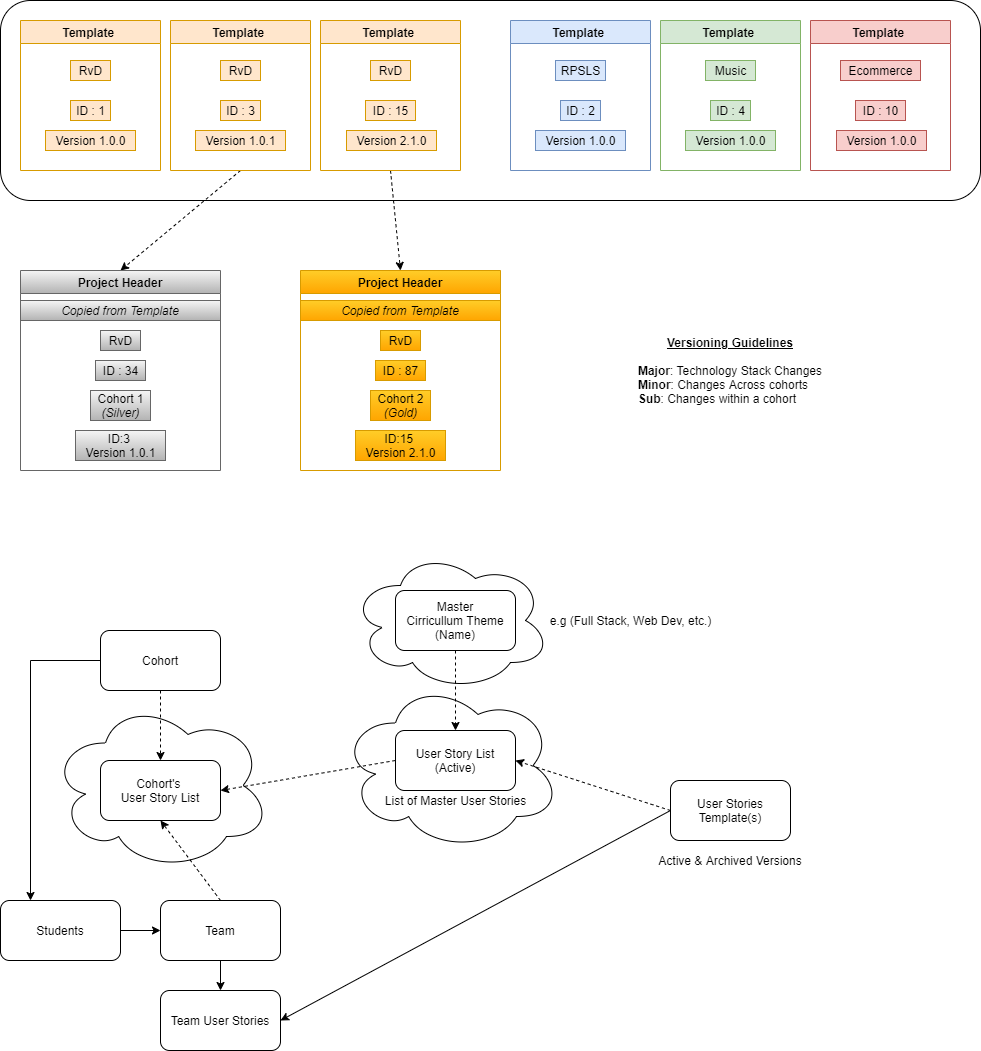 Template
RvD
ID : 1
Version 1.0.0
Template
RvD
ID : 3
Version 1.0.1
Template
RvD
ID : 15
Version 2.1.0
Template
RPSLS
ID : 2
Version 1.0.0
Template
Music
ID : 4
Version 1.0.0
Template
Ecommerce
ID : 10
Version 1.0.0
Project Header
Copied from Template
RvD
ID : 34
Cohort 1
(Silver)
ID:3
Version 1.0.1
Project Header
Copied from Template
RvD
ID : 87
Cohort 2
(Gold)
ID:15
Version 2.1.0
Versioning Guidelines
Major: Technology Stack Changes
Minor: Changes Across cohorts
Sub: Changes within a cohort
Master
Cirricullum Theme
(Name)
e.g (Full Stack, Web Dev, etc.)
Cohort
User Story List
(Active)
List of Master User Stories
Cohort's
User Story List
User Stories
Template(s)
Active & Archived Versions
Students
Team
Team User Stories